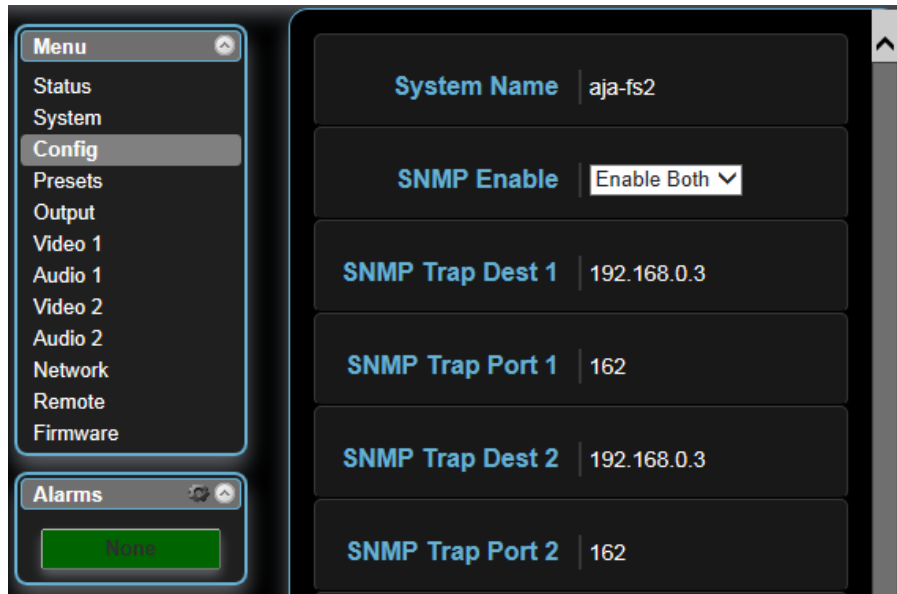 Menu
Status
System
Config
Presets
Output
Video 1
Audio 1
Video 2
Audio 2
Network
Remote
Firmware
Alarms
None
System Name aja-fs2
SNMP Enable Enable Both
SNMP Trap Dest 1 192.168.0.3
SNMP Trap Port 1 162
SNMP Trap Dest 2 192.168.0.3
SNMP Trap Port 2 162